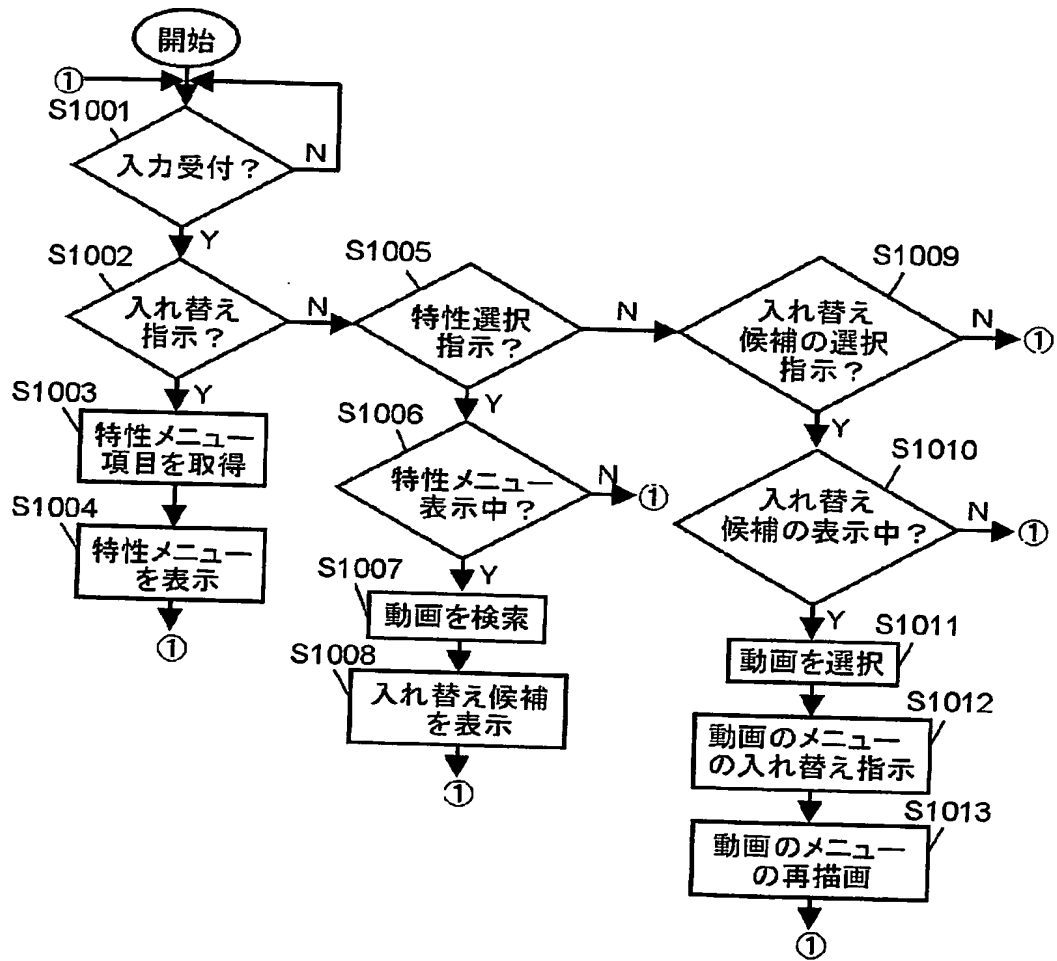 開始
①
S1001
入力受付?
N
Y
S1002
入れ替え
指示?
N
Y
S1003
特性メニュー
項目を取得
S1004
特性メニュー
を表示
①
S1005
特性選択
指示?
N
Y
S1006
特性メニュー
表示中?
N
①
Y
S1007
動画を検索
S1008
入れ替え候補
を表示
①
S1009
入れ替え
候補の選択
指示?
N
①
Y
S1010
入れ替え
候補の表示中?
N
①
Y
S1011
動画を選択
S1012
動画のメニュー
の入れ替え指示
S1013
動画のメニュー
の再描画
①